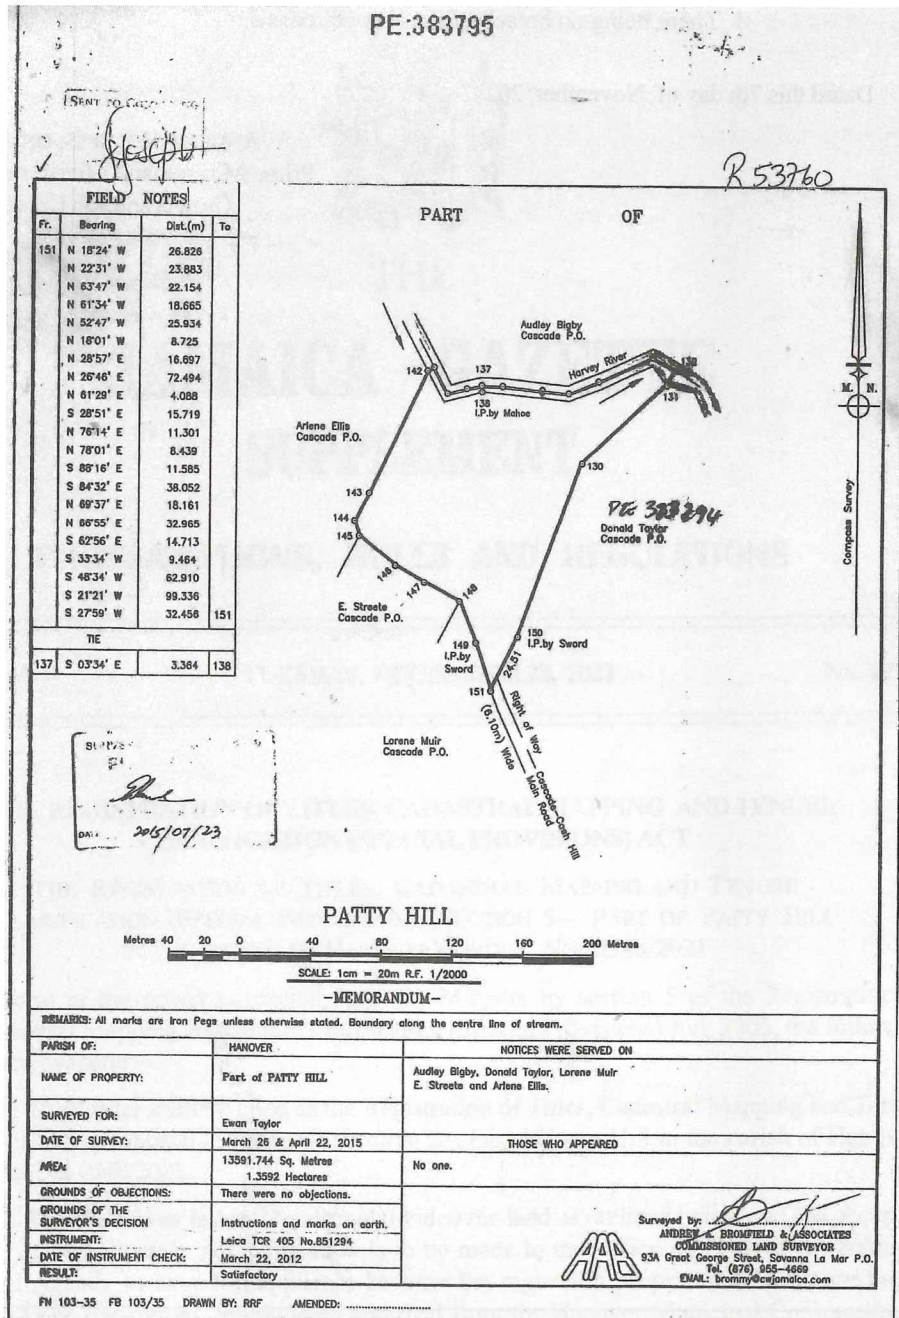 PE:383795
SENT TO
R 53760
FIELD NOTES
Fr. Bearing Dist.(m) To
151 N 18°24' W 26.826
N 22°31' W 23.883
N 63°47' W 22.154
N 61°34' W 18.665
N 52°47' W 25.934
N 18°01' W 8.725
N 28°57' E 16.697
N 26°46' E 72.494
N 61°29' E 4.088
S 28°51' E 15.719
N 76°14' E 11.301
N 78°01' E 8.439
S 88°16' E 11.585
S 84°32' E 38.052
N 69°37' E 18.161
N 66°55' E 32.965
S 62°56' E 14.713
S 33°36' W 9.464
S 48°34' W 62.910
S 21°21' W 99.336
S 27°59' W 32.456 151
TIE
137 S 03°34' E 3.364 138
PART OF
Audley Bigby
Cascade P.O.
Harvey River
142
137
138
I.P.by Mahoe
131
M. N.
Arlene Ellis
Cascade P.O.
130
143
144
145
Donald Taylor
Cascade P.O.
Compass Survey
146
147
148
E. Streete
Cascade P.O.
149
I.P.by
Sword
150
I.P.by Sword
4.51
151
Right of Way
(6.10m) Wide
Cascade–Cash Hill
Main Road
Lorene Muir
Cascade P.O.
DATE
2015/07/23
PATTY HILL
Metres 40 20 0 40 80 120 160 200 Metres
SCALE: 1cm = 20m R.F. 1/2000
–MEMORANDUM–
REMARKS: All marks are Iron Pegs unless otherwise stated. Boundary along the centre line of stream.
PARISH OF: HANOVER
NAME OF PROPERTY: Part of PATTY HILL
SURVEYED FOR: Ewan Taylor
DATE OF SURVEY: March 26 & April 22, 2015
AREA: 13591.744 Sq. Metres
1.3592 Hectares
GROUNDS OF OBJECTIONS: There were no objections.
GROUNDS OF THE
SURVEYOR'S DECISION Instructions and marks on earth.
INSTRUMENT: Leica TCR 405 No.851294
DATE OF INSTRUMENT CHECK: March 22, 2012
RESULT: Satisfactory
NOTICES WERE SERVED ON
Audley Bigby, Donald Taylor, Lorene Muir
E. Streete and Arlene Ellis.
THOSE WHO APPEARED
No one.
Surveyed by:
ANDREW A. BROMFIELD & ASSOCIATES
COMMISSIONED LAND SURVEYOR
93A Great George Street, Savanna La Mar P.O.
Tel. (876) 955-4669
EMAIL: brommy@cwjamaica.com
AAB
FN 103–35 FB 103/35 DRAWN BY: RRF AMENDED: